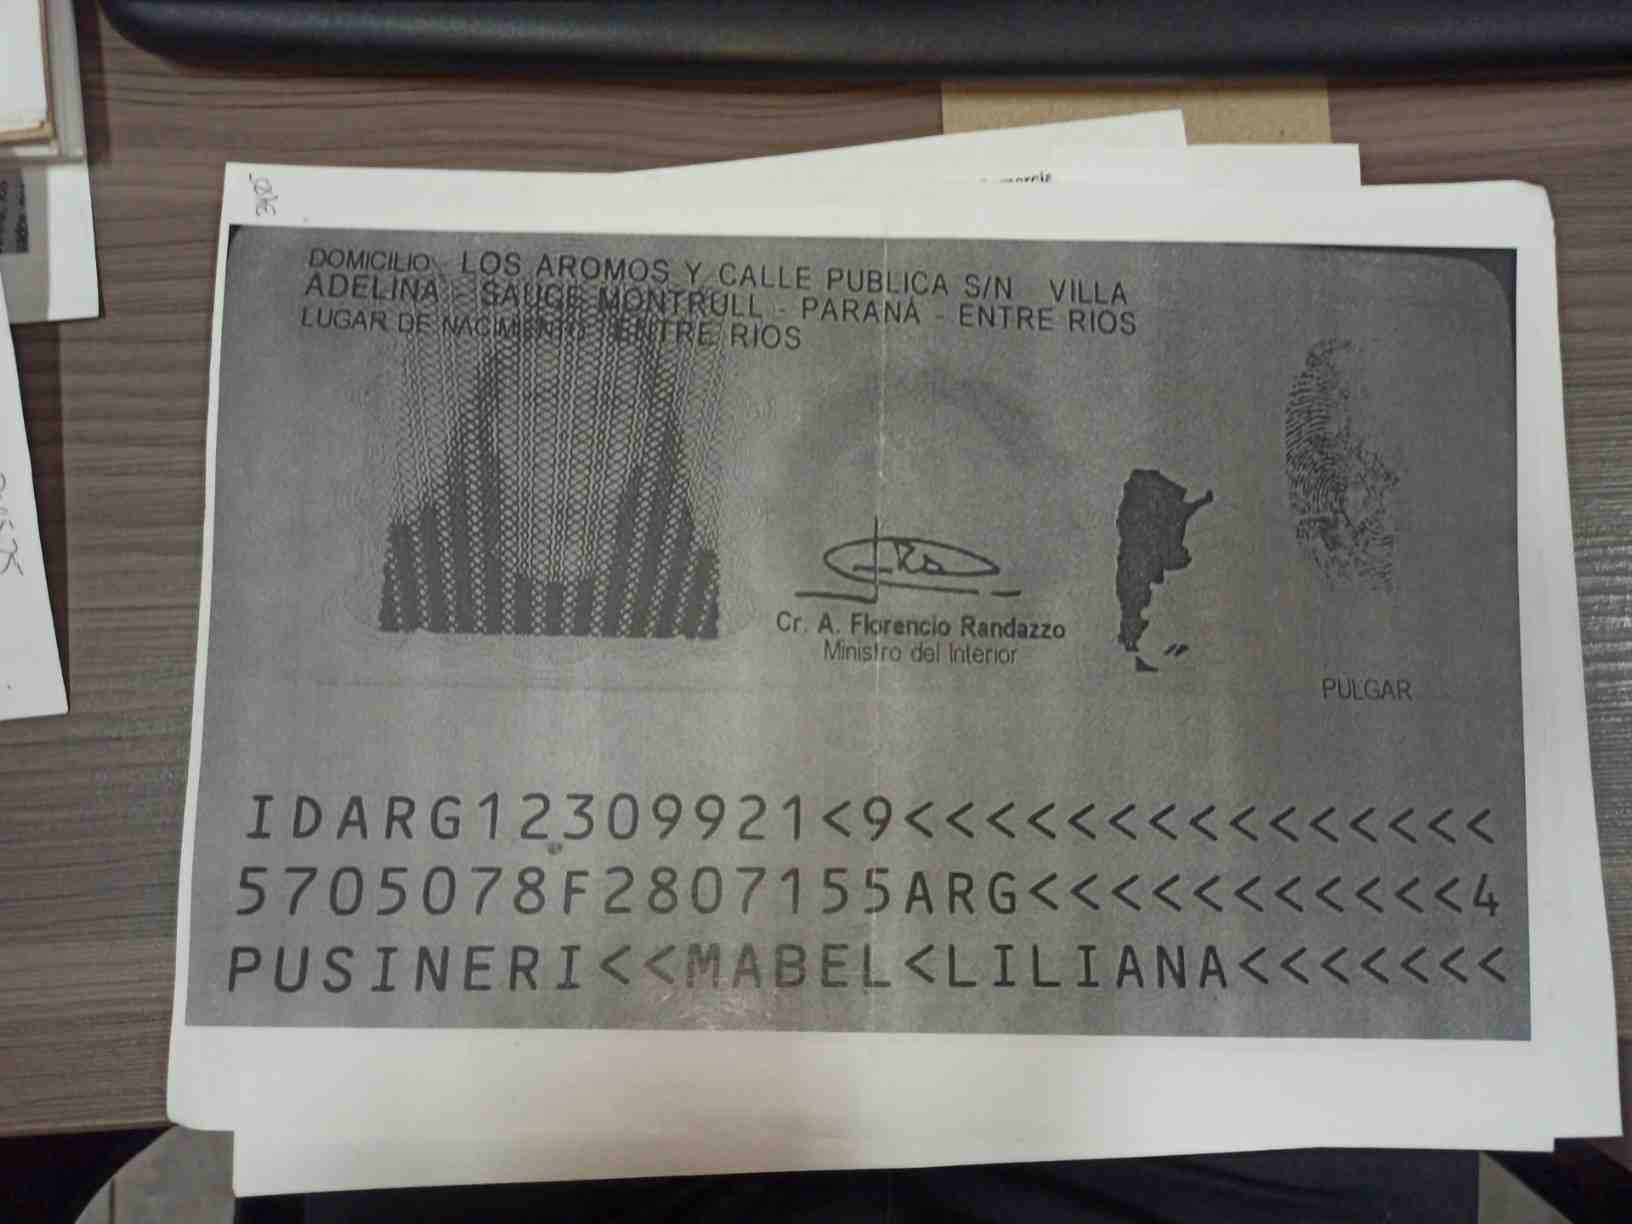 DOMICILIO LOS AROMOS Y CALLE PUBLICA S/N VILLA
ADELINA - SAUCE MONTRULL - PARANÁ - ENTRE RIOS
LUGAR DE NACIMIENTO ENTRE RIOS
Cr. A. Florencio Randazzo
Ministro del Interior
PULGAR
IDARG12309921<9<<<<<<<<<<<<<<<
5705078F2807155ARG<<<<<<<<<<<4
PUSINERI<<MABEL<LILIANA<<<<<<<